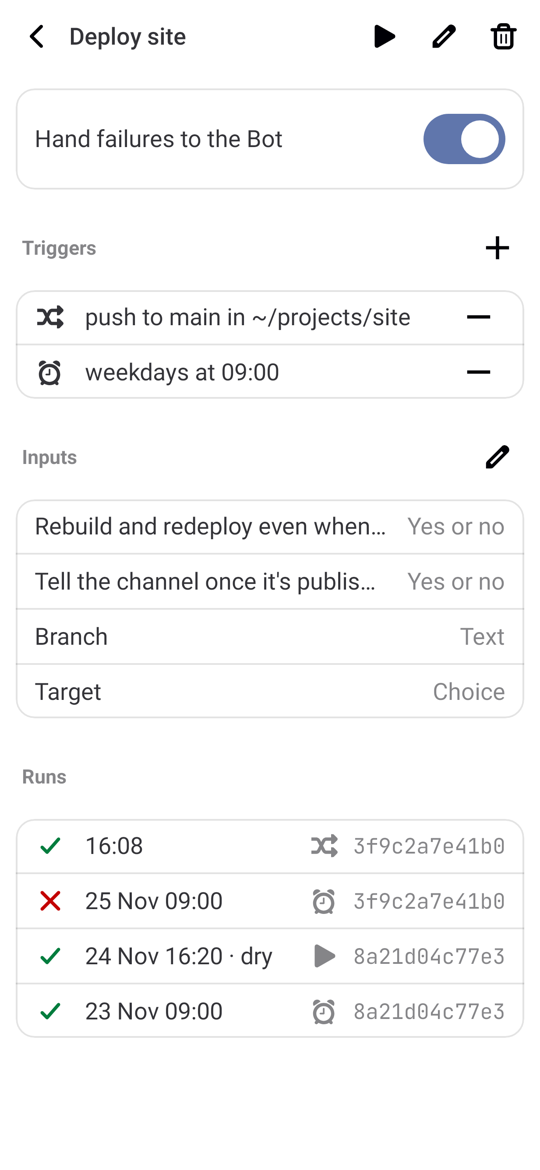 Deploy site
Hand failures to the Bot
Triggers
push to main in ~/projects/site
weekdays at 09:00
Inputs
Rebuild and redeploy even when… Yes or no
Tell the channel once it's publis… Yes or no
Branch Text
Target Choice
Runs
16:08 3f9c2a7e41b0
25 Nov 09:00 3f9c2a7e41b0
24 Nov 16:20 · dry 8a21d04c77e3
23 Nov 09:00 8a21d04c77e3